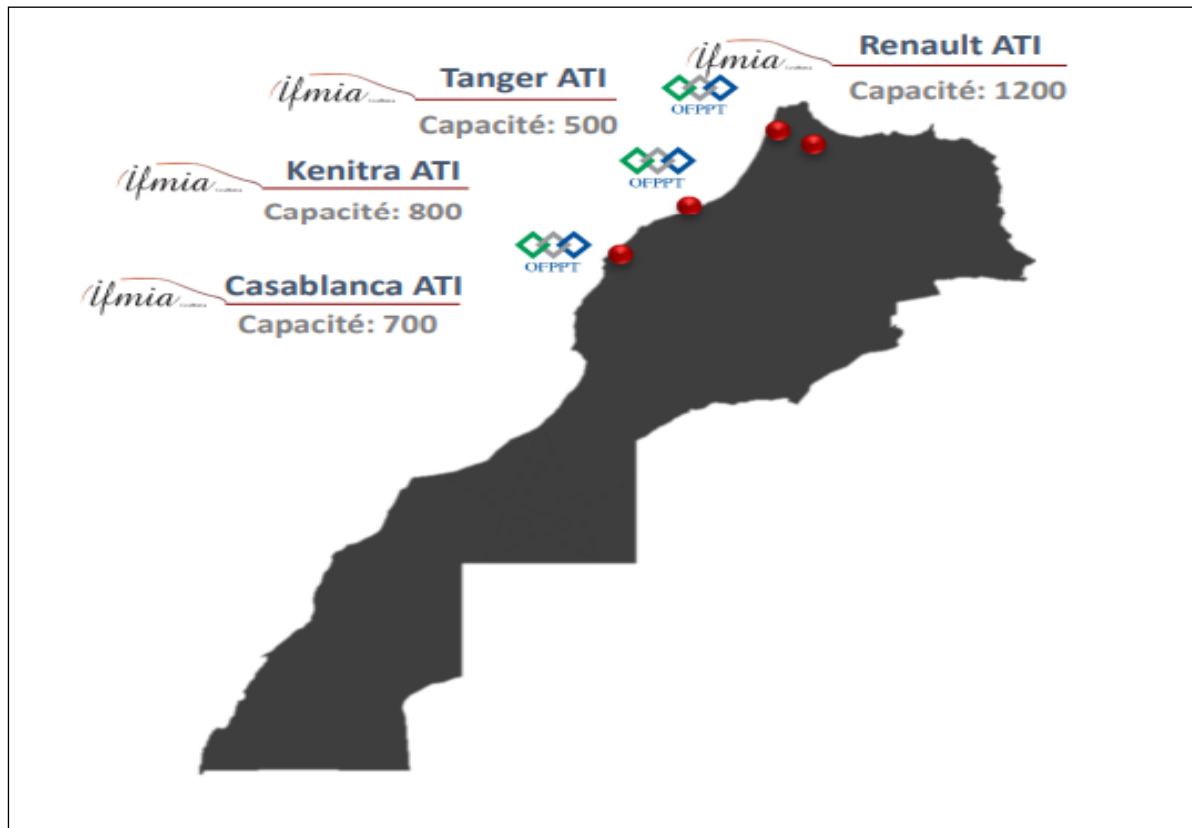 ifmia
Renault ATI
Capacité: 1200
ifmia
Tanger ATI
Capacité: 500
OFPPT
ifmia
Kenitra ATI
Capacité: 800
OFPPT
ifmia
Casablanca ATI
Capacité: 700
OFPPT